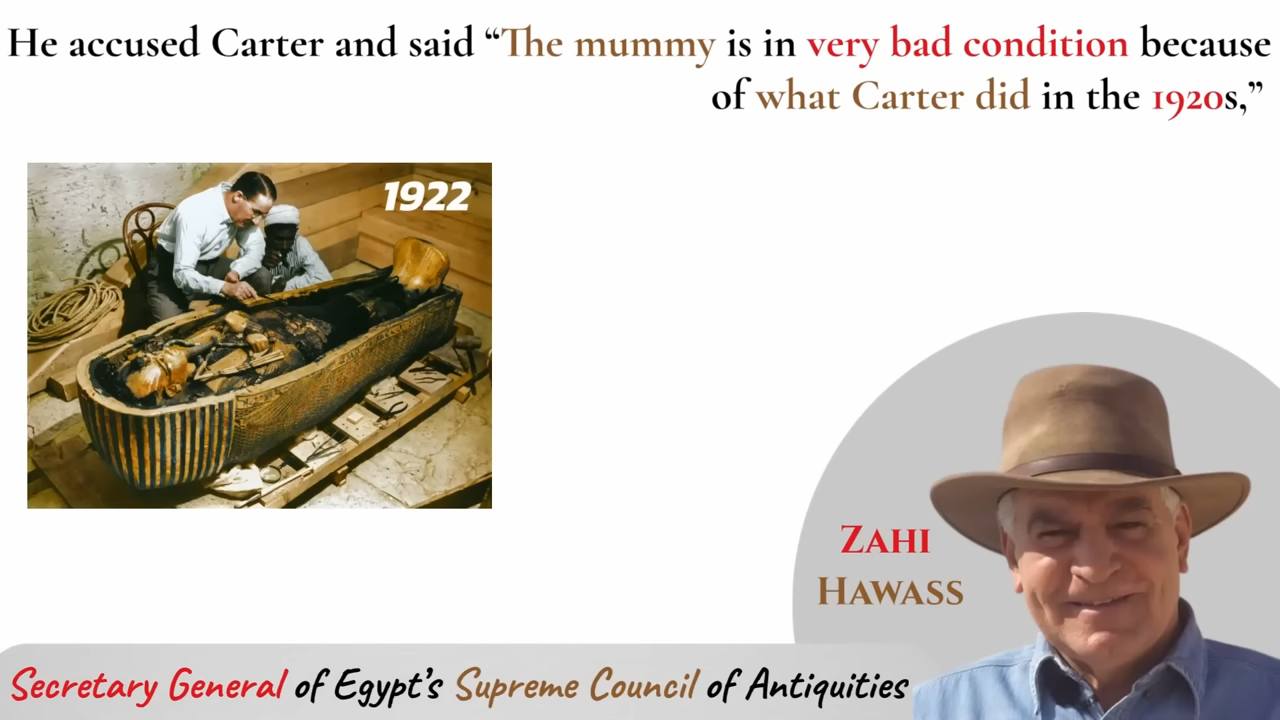 He accused Carter and said “The mummy is in very bad condition because
of what Carter did in the 1920s,”
1922
ZAHI
HAWASS
Secretary General of Egypt’s Supreme Council of Antiquities